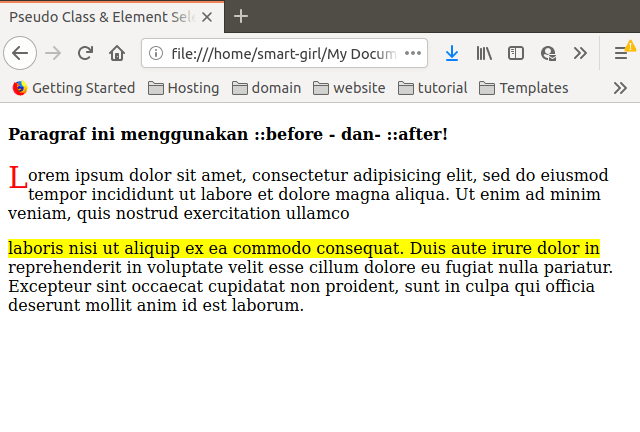 Pseudo Class & Element Sel
file:///home/smart-girl/My Docum
Getting Started Hosting domain website tutorial Templates
Paragraf ini menggunakan ::before - dan- ::after!
Lorem ipsum dolor sit amet, consectetur adipisicing elit, sed do eiusmod
tempor incididunt ut labore et dolore magna aliqua. Ut enim ad minim
veniam, quis nostrud exercitation ullamco
laboris nisi ut aliquip ex ea commodo consequat. Duis aute irure dolor in
reprehenderit in voluptate velit esse cillum dolore eu fugiat nulla pariatur.
Excepteur sint occaecat cupidatat non proident, sunt in culpa qui officia
deserunt mollit anim id est laborum.